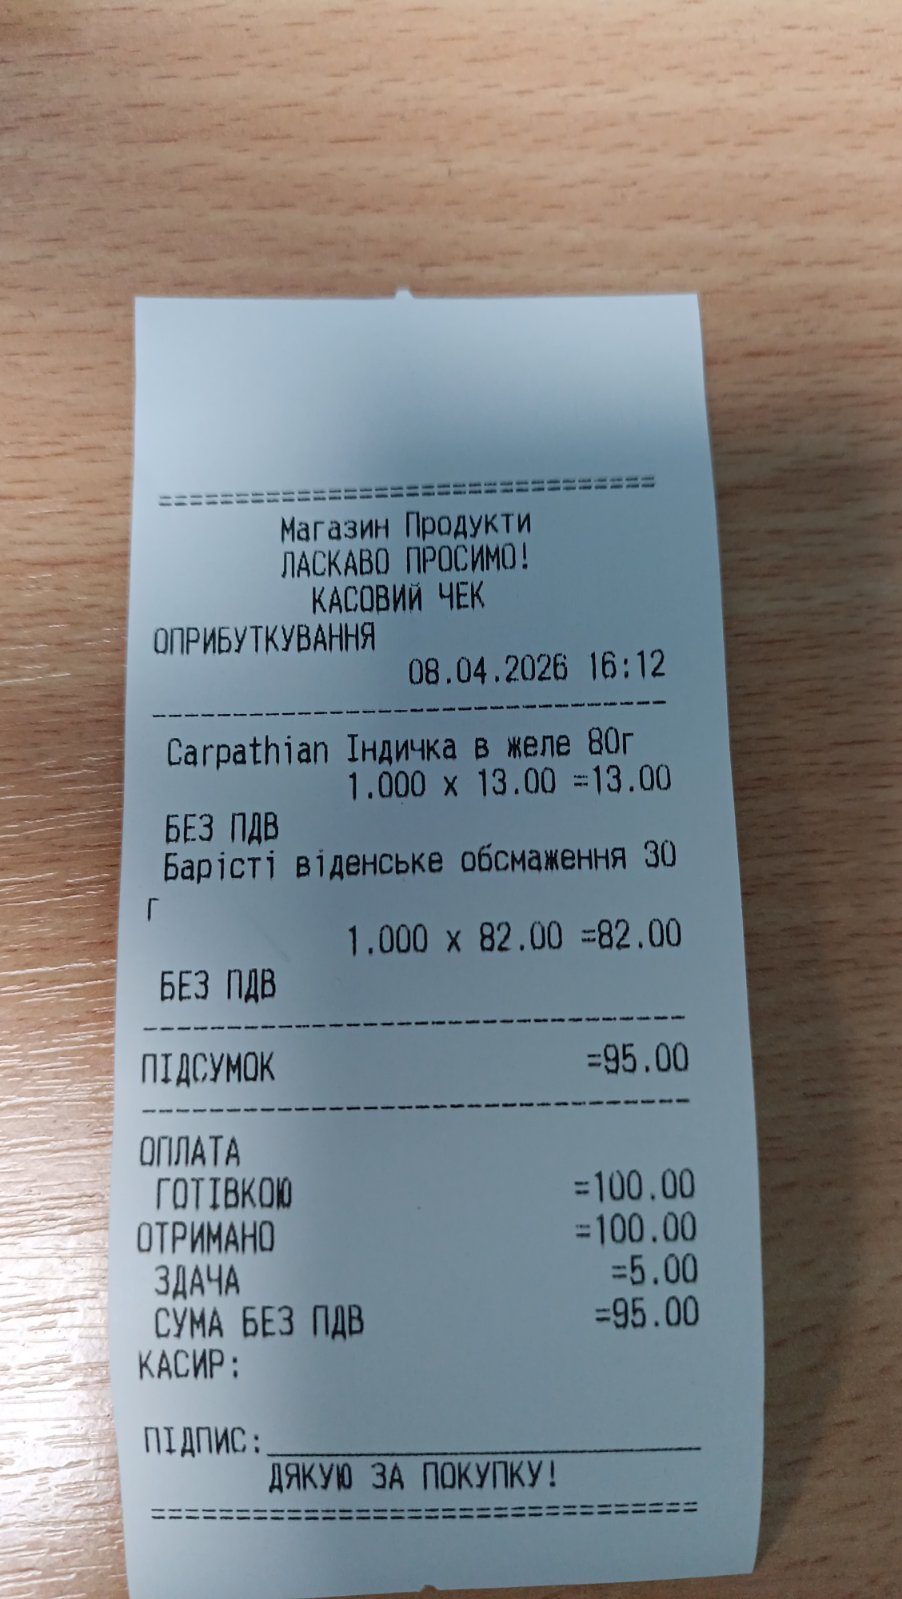 ================================
Магазин Продукти
ЛАСКАВО ПРОСИМО!
КАСОВИЙ ЧЕК
ОПРИБУТКУВАННЯ
08.04.2026 16:12
--------------------------------
Carpathian Індичка в желе 80г
1.000 x 13.00 =13.00
БЕЗ ПДВ
Барісті віденське обсмаження 30
г
1.000 x 82.00 =82.00
БЕЗ ПДВ
--------------------------------
ПІДСУМОК =95.00
--------------------------------
ОПЛАТА
ГОТІВКОЮ =100.00
ОТРИМАНО =100.00
ЗДАЧА =5.00
СУМА БЕЗ ПДВ =95.00
КАСИР:
ПІДПИС:__________________________
ДЯКУЮ ЗА ПОКУПКУ!
================================